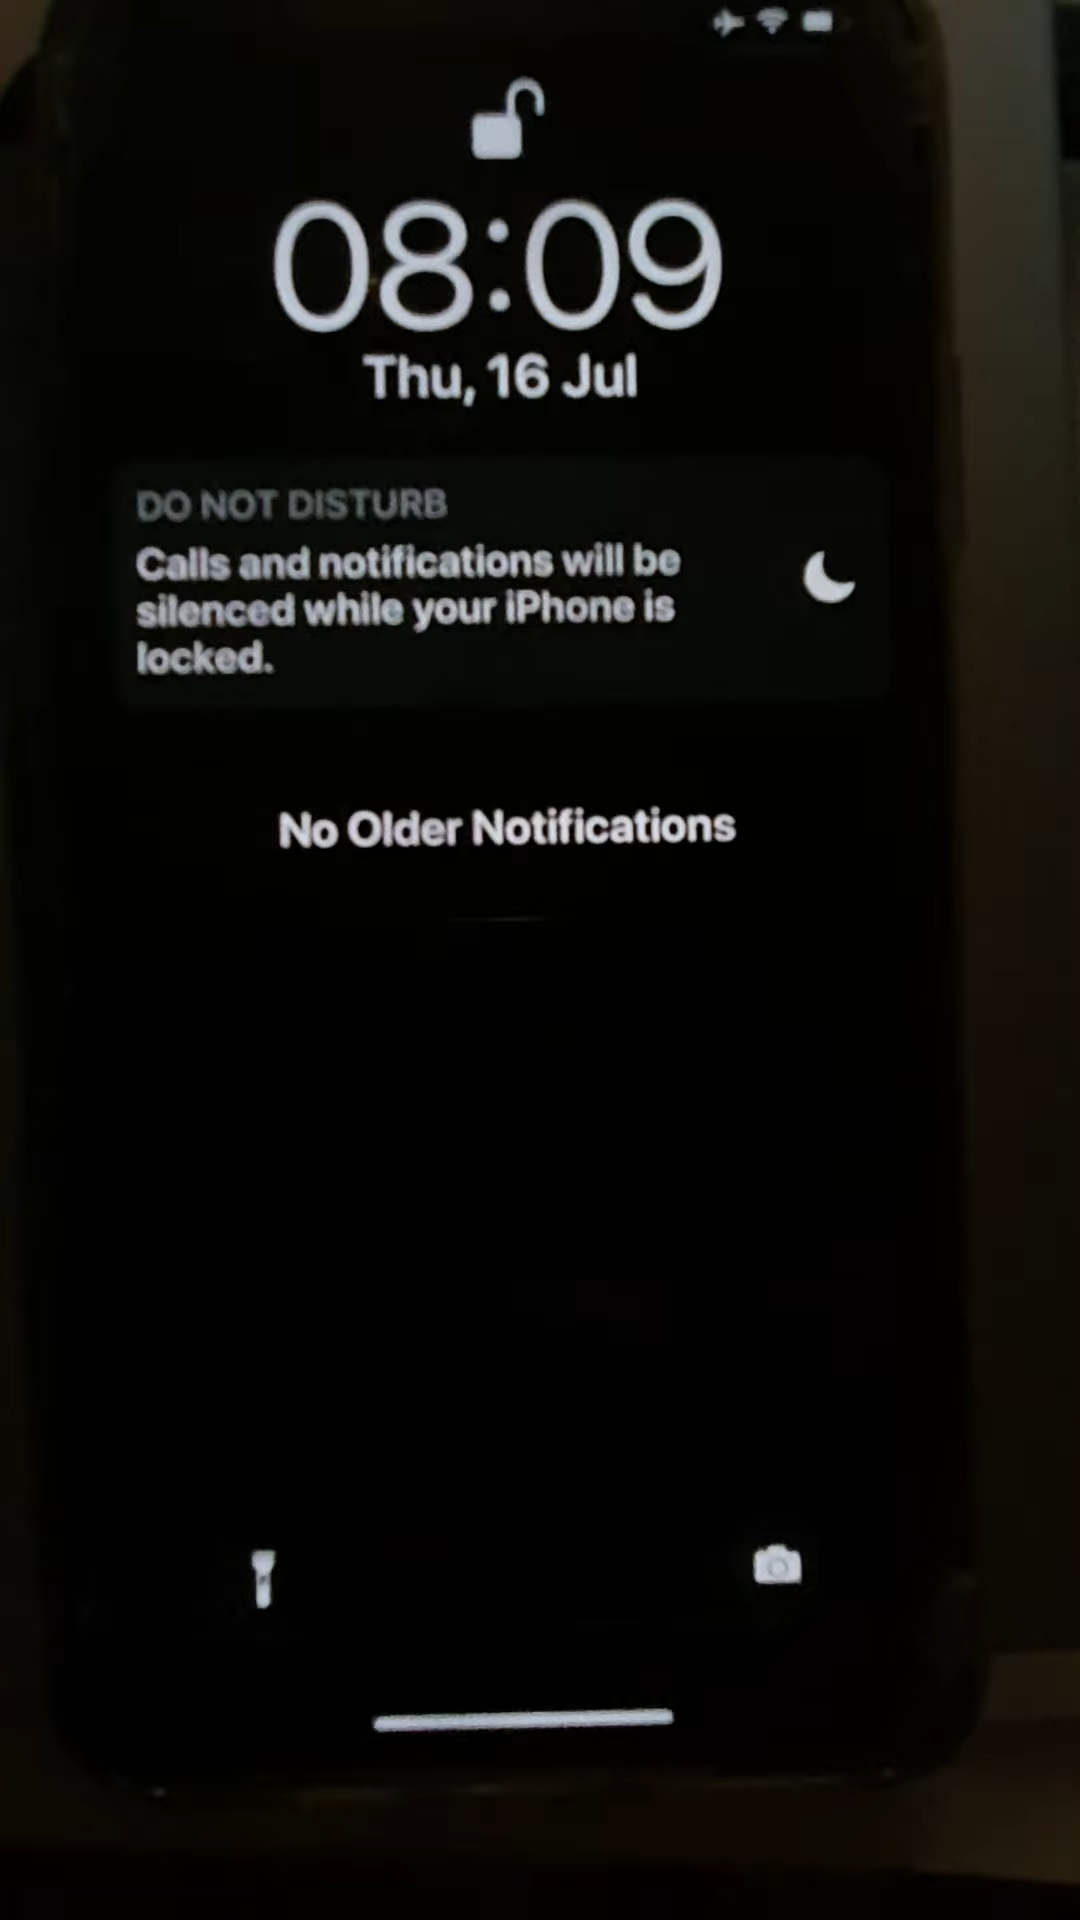 08:09
Thu, 16 Jul
DO NOT DISTURB
Calls and notifications will be
silenced while your iPhone is
locked.
No Older Notifications